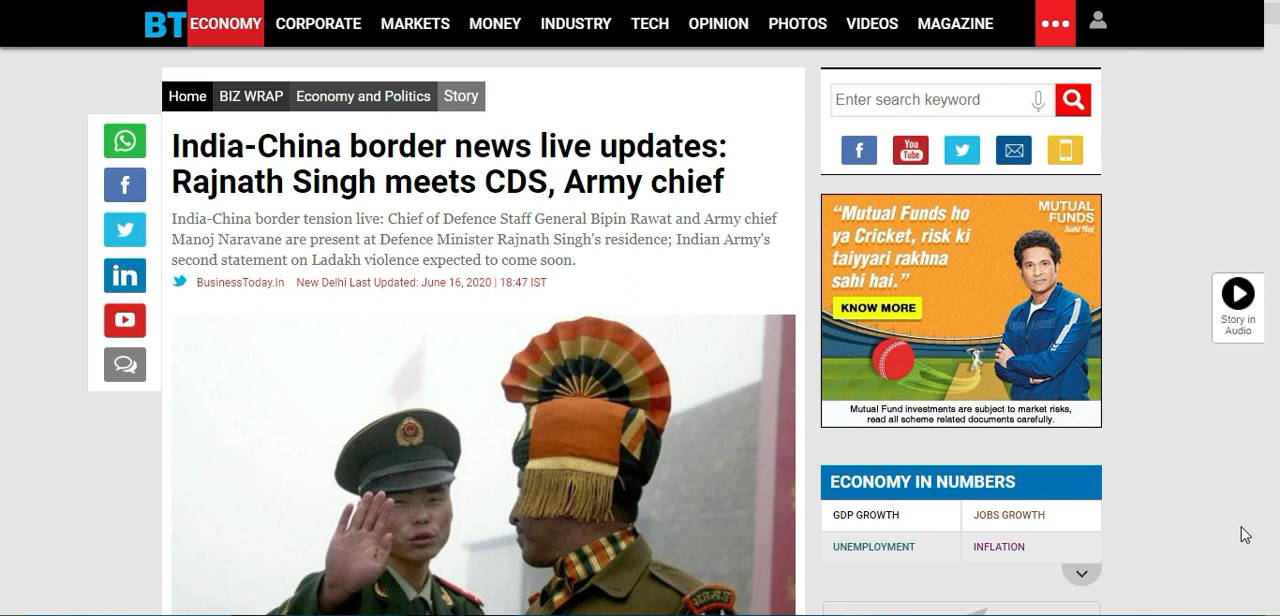 BT
ECONOMY
CORPORATE
MARKETS
MONEY
INDUSTRY
TECH
OPINION
PHOTOS
VIDEOS
MAGAZINE
Home
BIZ WRAP
Economy and Politics
Story
India-China border news live updates:
Rajnath Singh meets CDS, Army chief
India-China border tension live: Chief of Defence Staff General Bipin Rawat and Army chief
Manoj Naravane are present at Defence Minister Rajnath Singh's residence; Indian Army's
second statement on Ladakh violence expected to come soon.
BusinessToday.In New Delhi Last Updated: June 16, 2020 | 18:47 IST
Enter search keyword
You
Tube
"Mutual Funds ho
ya Cricket, risk ki
taiyyari rakhna
sahi hai."
KNOW MORE
MUTUAL
FUNDS
Sahi Hai
Mutual Fund investments are subject to market risks,
read all scheme related documents carefully.
Story in
Audio
ECONOMY IN NUMBERS
GDP GROWTH
JOBS GROWTH
UNEMPLOYMENT
INFLATION